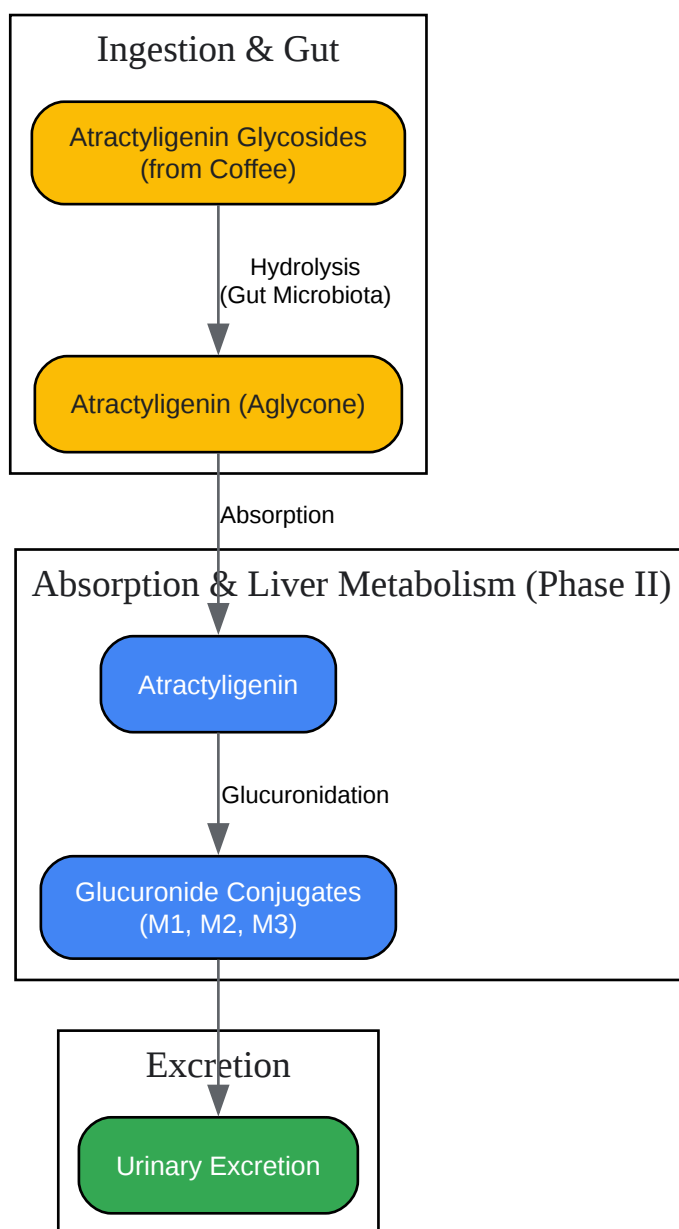 Ingestion & Gut
Atractyligenin Glycosides
(from Coffee)
Hydrolysis
(Gut Microbiota)
Atractyligenin (Aglycone)
Absorption
Absorption & Liver Metabolism (Phase II)
Atractyligenin
Glucuronidation
Glucuronide Conjugates
(M1, M2, M3)
Excretion
Urinary Excretion